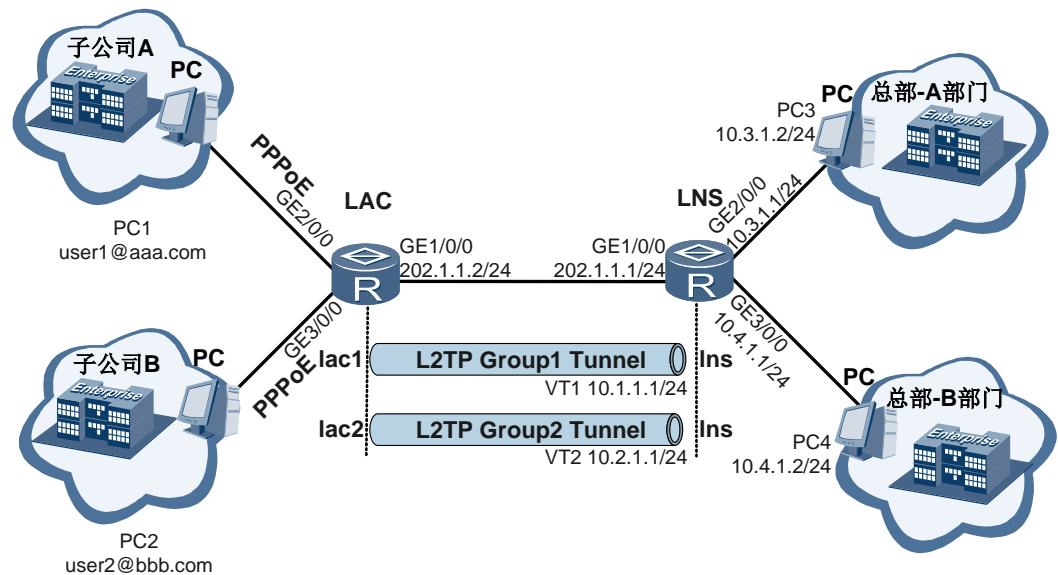 子公司A
Enterprise
PC
PPPoE
GE2/0/0
PC1
user1@aaa.com
LAC
GE1/0/0
202.1.1.2/24
R
子公司B
Enterprise
PC
PPPoE
GE3/0/0
PC2
user2@bbb.com
LNS
GE1/0/0
202.1.1.1/24
R
GE2/0/0
10.3.1.1/24
GE3/0/0
10.4.1.1/24
PC
PC3
10.3.1.2/24
总部-A部门
Enterprise
lac1
L2TP Group1 Tunnel
lns
VT1 10.1.1.1/24
lac2
L2TP Group2 Tunnel
lns
VT2 10.2.1.1/24
PC
总部-B部门
Enterprise
PC4
10.4.1.2/24